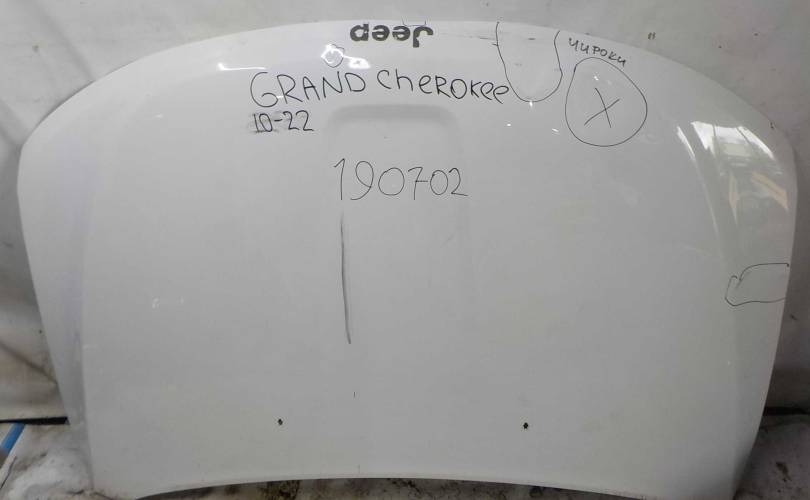 Jeep
ЧИРОКИ
GRAND CHEROKEE
10-22
X
190702